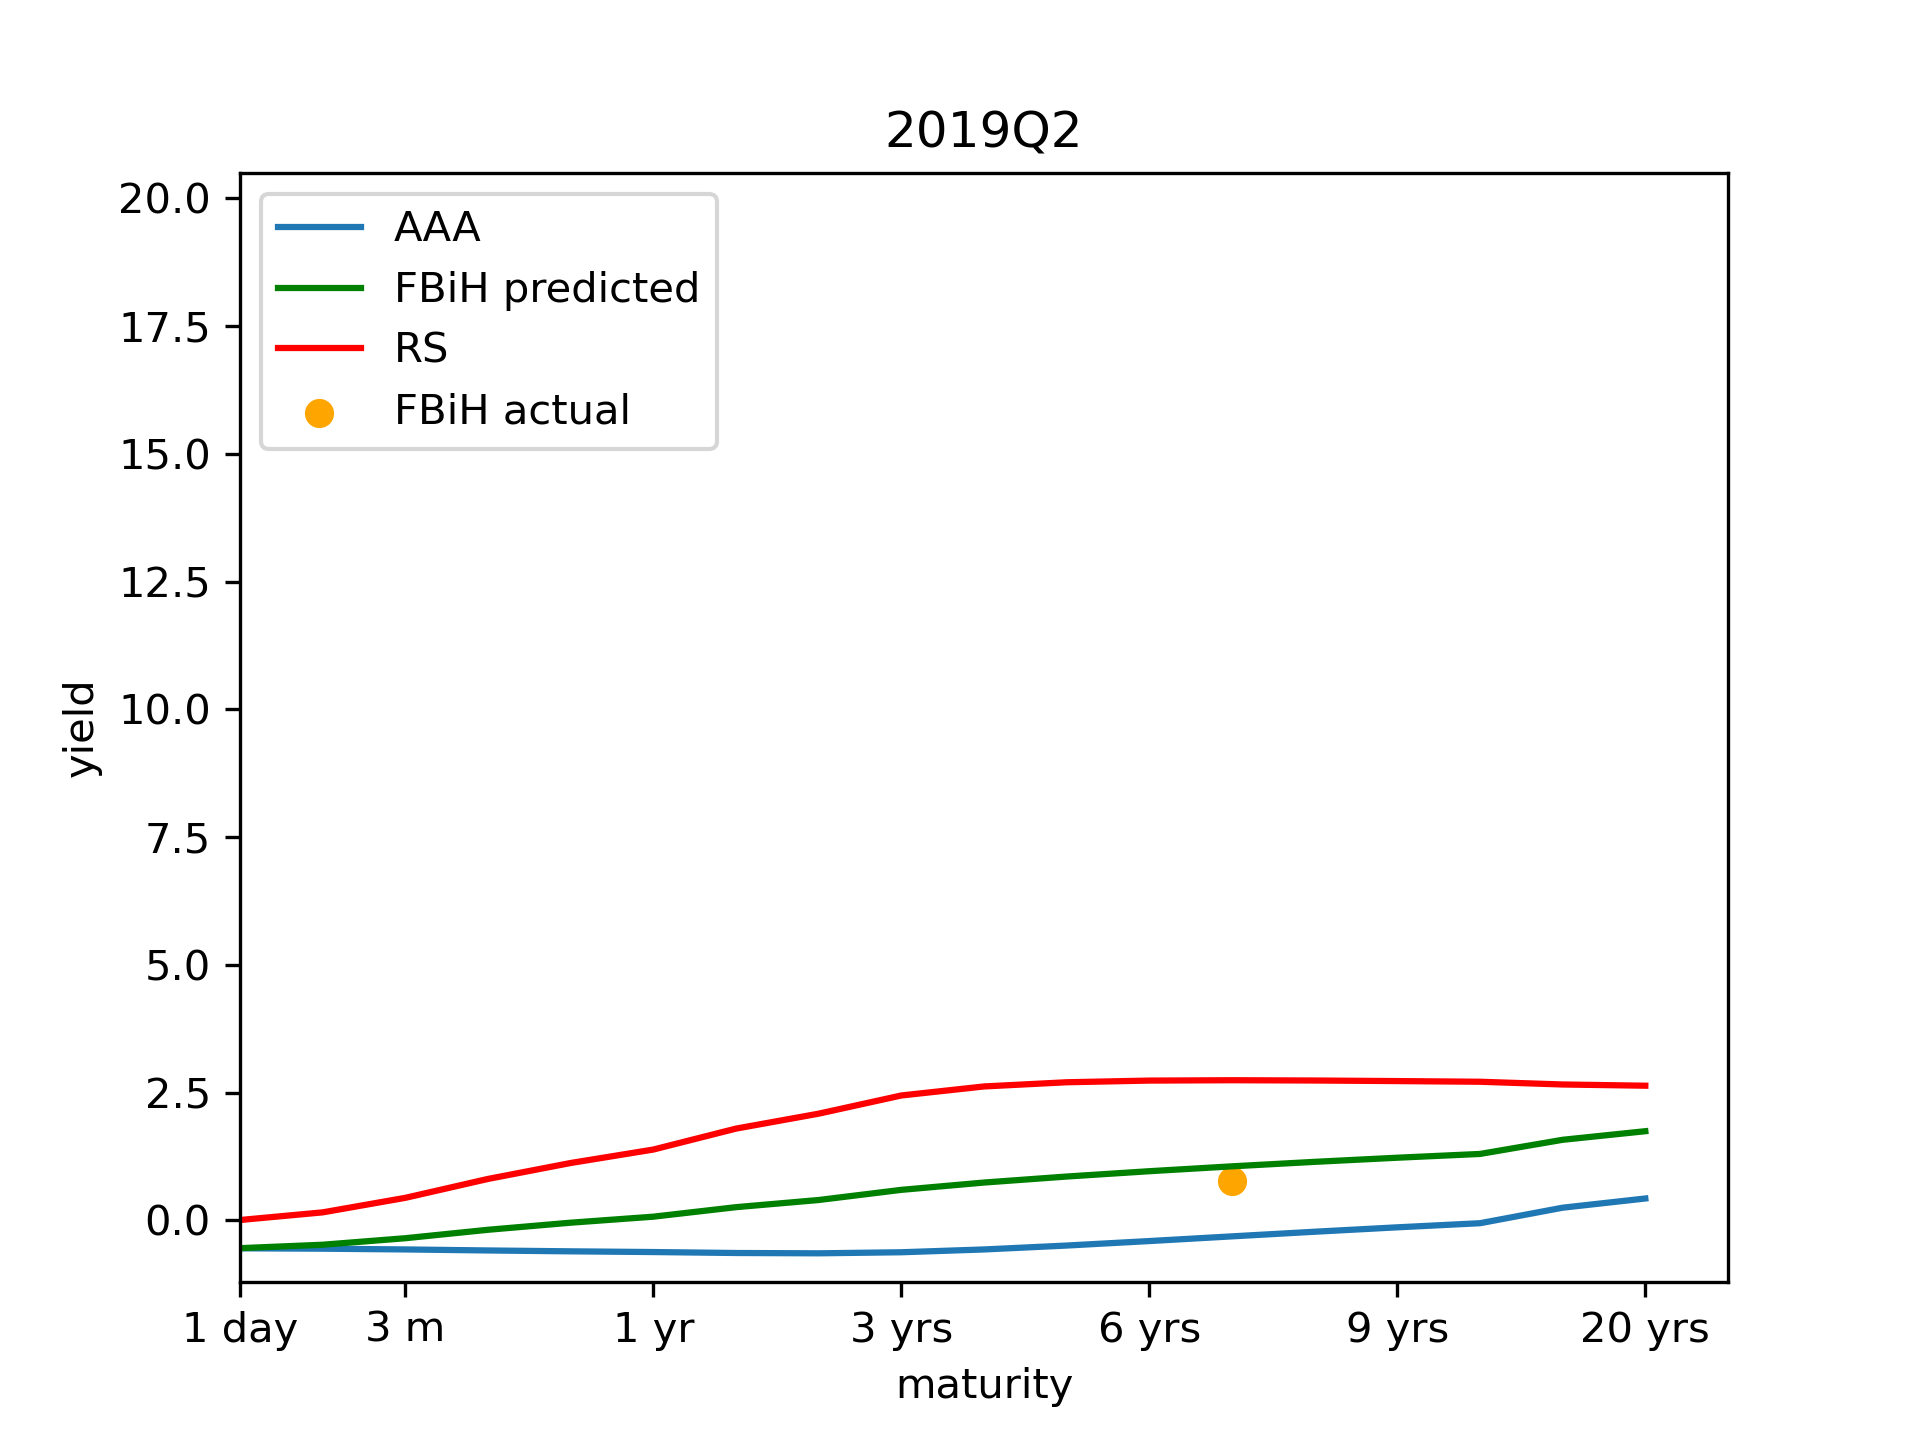 2019Q2
20.0
17.5
15.0
12.5
10.0
7.5
5.0
2.5
0.0
yield
AAA
FBiH predicted
RS
FBiH actual
1 day 3 m 1 yr 3 yrs 6 yrs 9 yrs 20 yrs
maturity